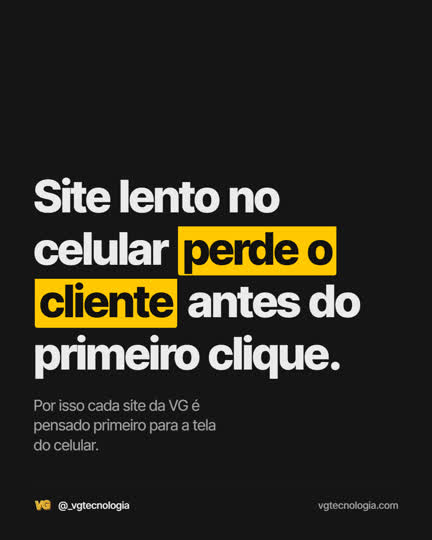 Site lento no
celular perde o
cliente antes do
primeiro clique.
Por isso cada site da VG é
pensado primeiro para a tela
do celular.
VG @_vgtecnologia vgtecnologia.com